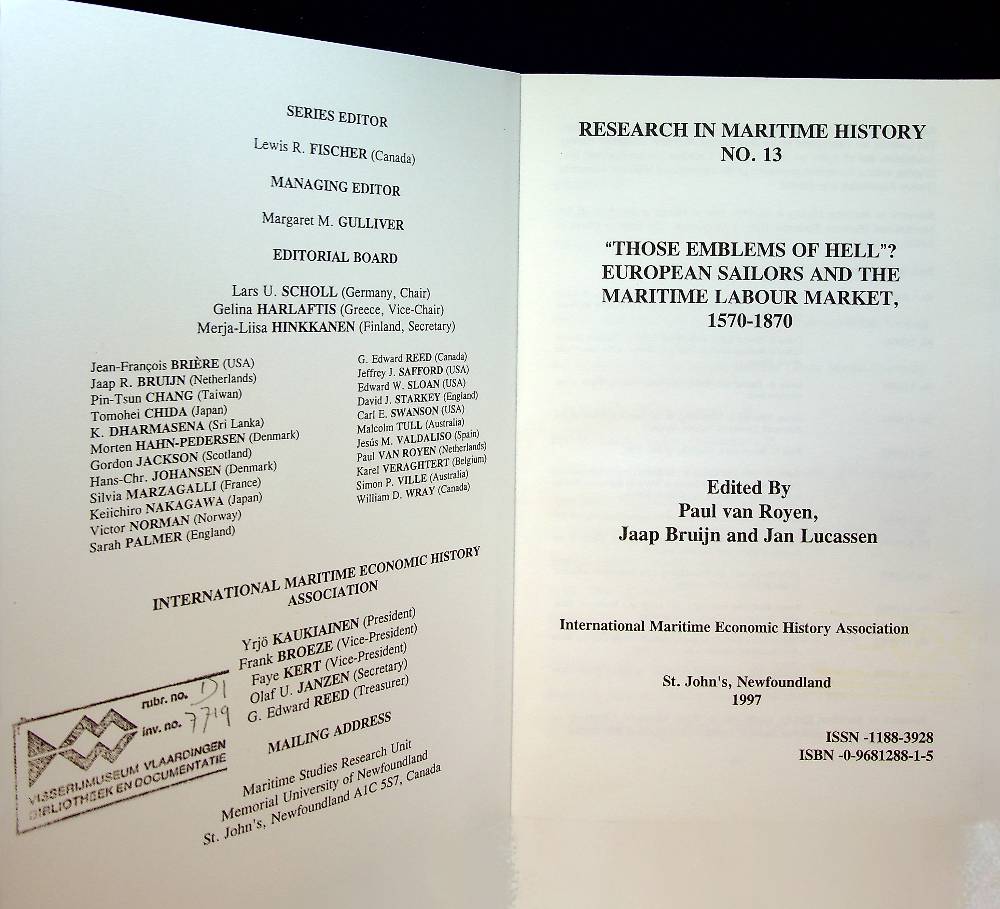 SERIES EDITOR
Lewis R. FISCHER (Canada)
MANAGING EDITOR
Margaret M. GULLIVER
EDITORIAL BOARD
Lars U. SCHOLL (Germany, Chair)
Gelina HARLAFTIS (Greece, Vice-Chair)
Merja-Liisa HINKKANEN (Finland, Secretary)
Jean-François BRIÈRE (USA)
Jaap R. BRUIJN (Netherlands)
Pin-Tsun CHANG (Taiwan)
Tomohei CHIDA (Japan)
K. DHARMASENA (Sri Lanka)
Morten HAHN-PEDERSEN (Denmark)
Gordon JACKSON (Scotland)
Hans-Chr. JOHANSEN (Denmark)
Silvia MARZAGALLI (France)
Keiichiro NAKAGAWA (Japan)
Victor NORMAN (Norway)
Sarah PALMER (England)
G. Edward REED (Canada)
Jeffrey J. SAFFORD (USA)
Edward W. SLOAN (USA)
David J. STARKEY (England)
Carl E. SWANSON (USA)
Malcolm TULL (Australia)
Jesús M. VALDALISO (Spain)
Paul VAN ROYEN (Netherlands)
Karel VERAGHTERT (Belgium)
Simon P. VILLE (Australia)
William D. WRAY (Canada)
INTERNATIONAL MARITIME ECONOMIC HISTORY
ASSOCIATION
Yrjö KAUKIAINEN (President)
Frank BROEZE (Vice-President)
Faye KERT (Vice-President)
Olaf U. JANZEN (Secretary)
G. Edward REED (Treasurer)
MAILING ADDRESS
Maritime Studies Research Unit
Memorial University of Newfoundland
St. John's, Newfoundland A1C 5S7, Canada
rubr. no. D1
inv. no. 7719
VISSERIJMUSEUM VLAARDINGEN
BIBLIOTHEEK EN DOCUMENTATIE
RESEARCH IN MARITIME HISTORY
NO. 13
"THOSE EMBLEMS OF HELL"?
EUROPEAN SAILORS AND THE
MARITIME LABOUR MARKET,
1570-1870
Edited By
Paul van Royen,
Jaap Bruijn and Jan Lucassen
International Maritime Economic History Association
St. John's, Newfoundland
1997
ISSN -1188-3928
ISBN -0-9681288-1-5